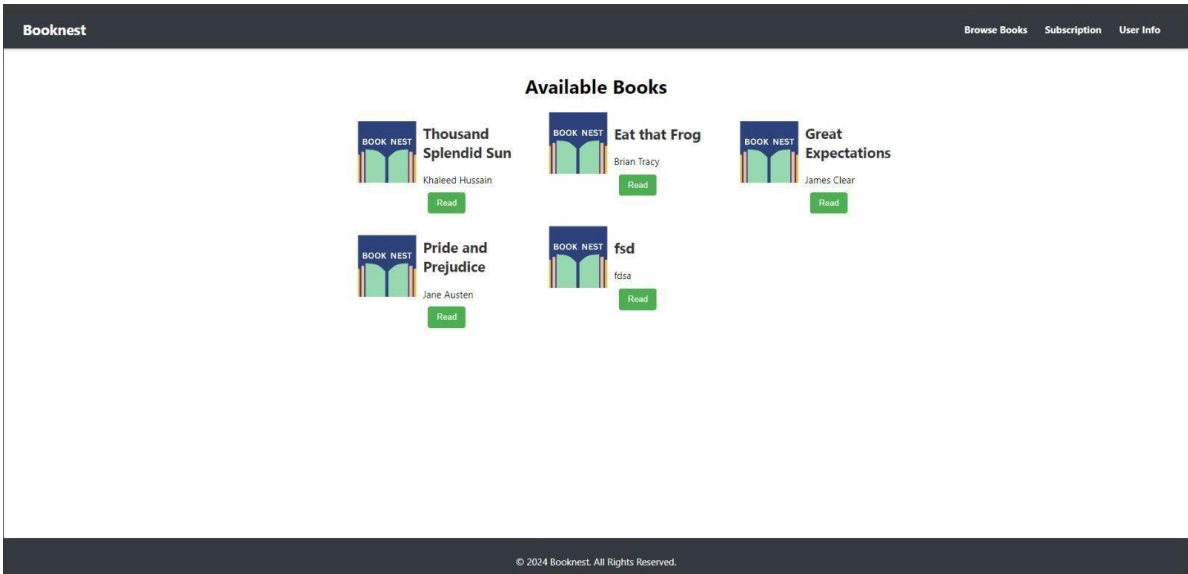 Booknest
Browse Books Subscription User Info
Available Books
BOOK NEST
Thousand
Splendid Sun
Khaleed Hussain
Read
BOOK NEST
Eat that Frog
Brian Tracy
Read
BOOK NEST
Great
Expectations
James Clear
Read
BOOK NEST
Pride and
Prejudice
Jane Austen
Read
BOOK NEST
fsd
fdsa
Read
© 2024 Booknest. All Rights Reserved.